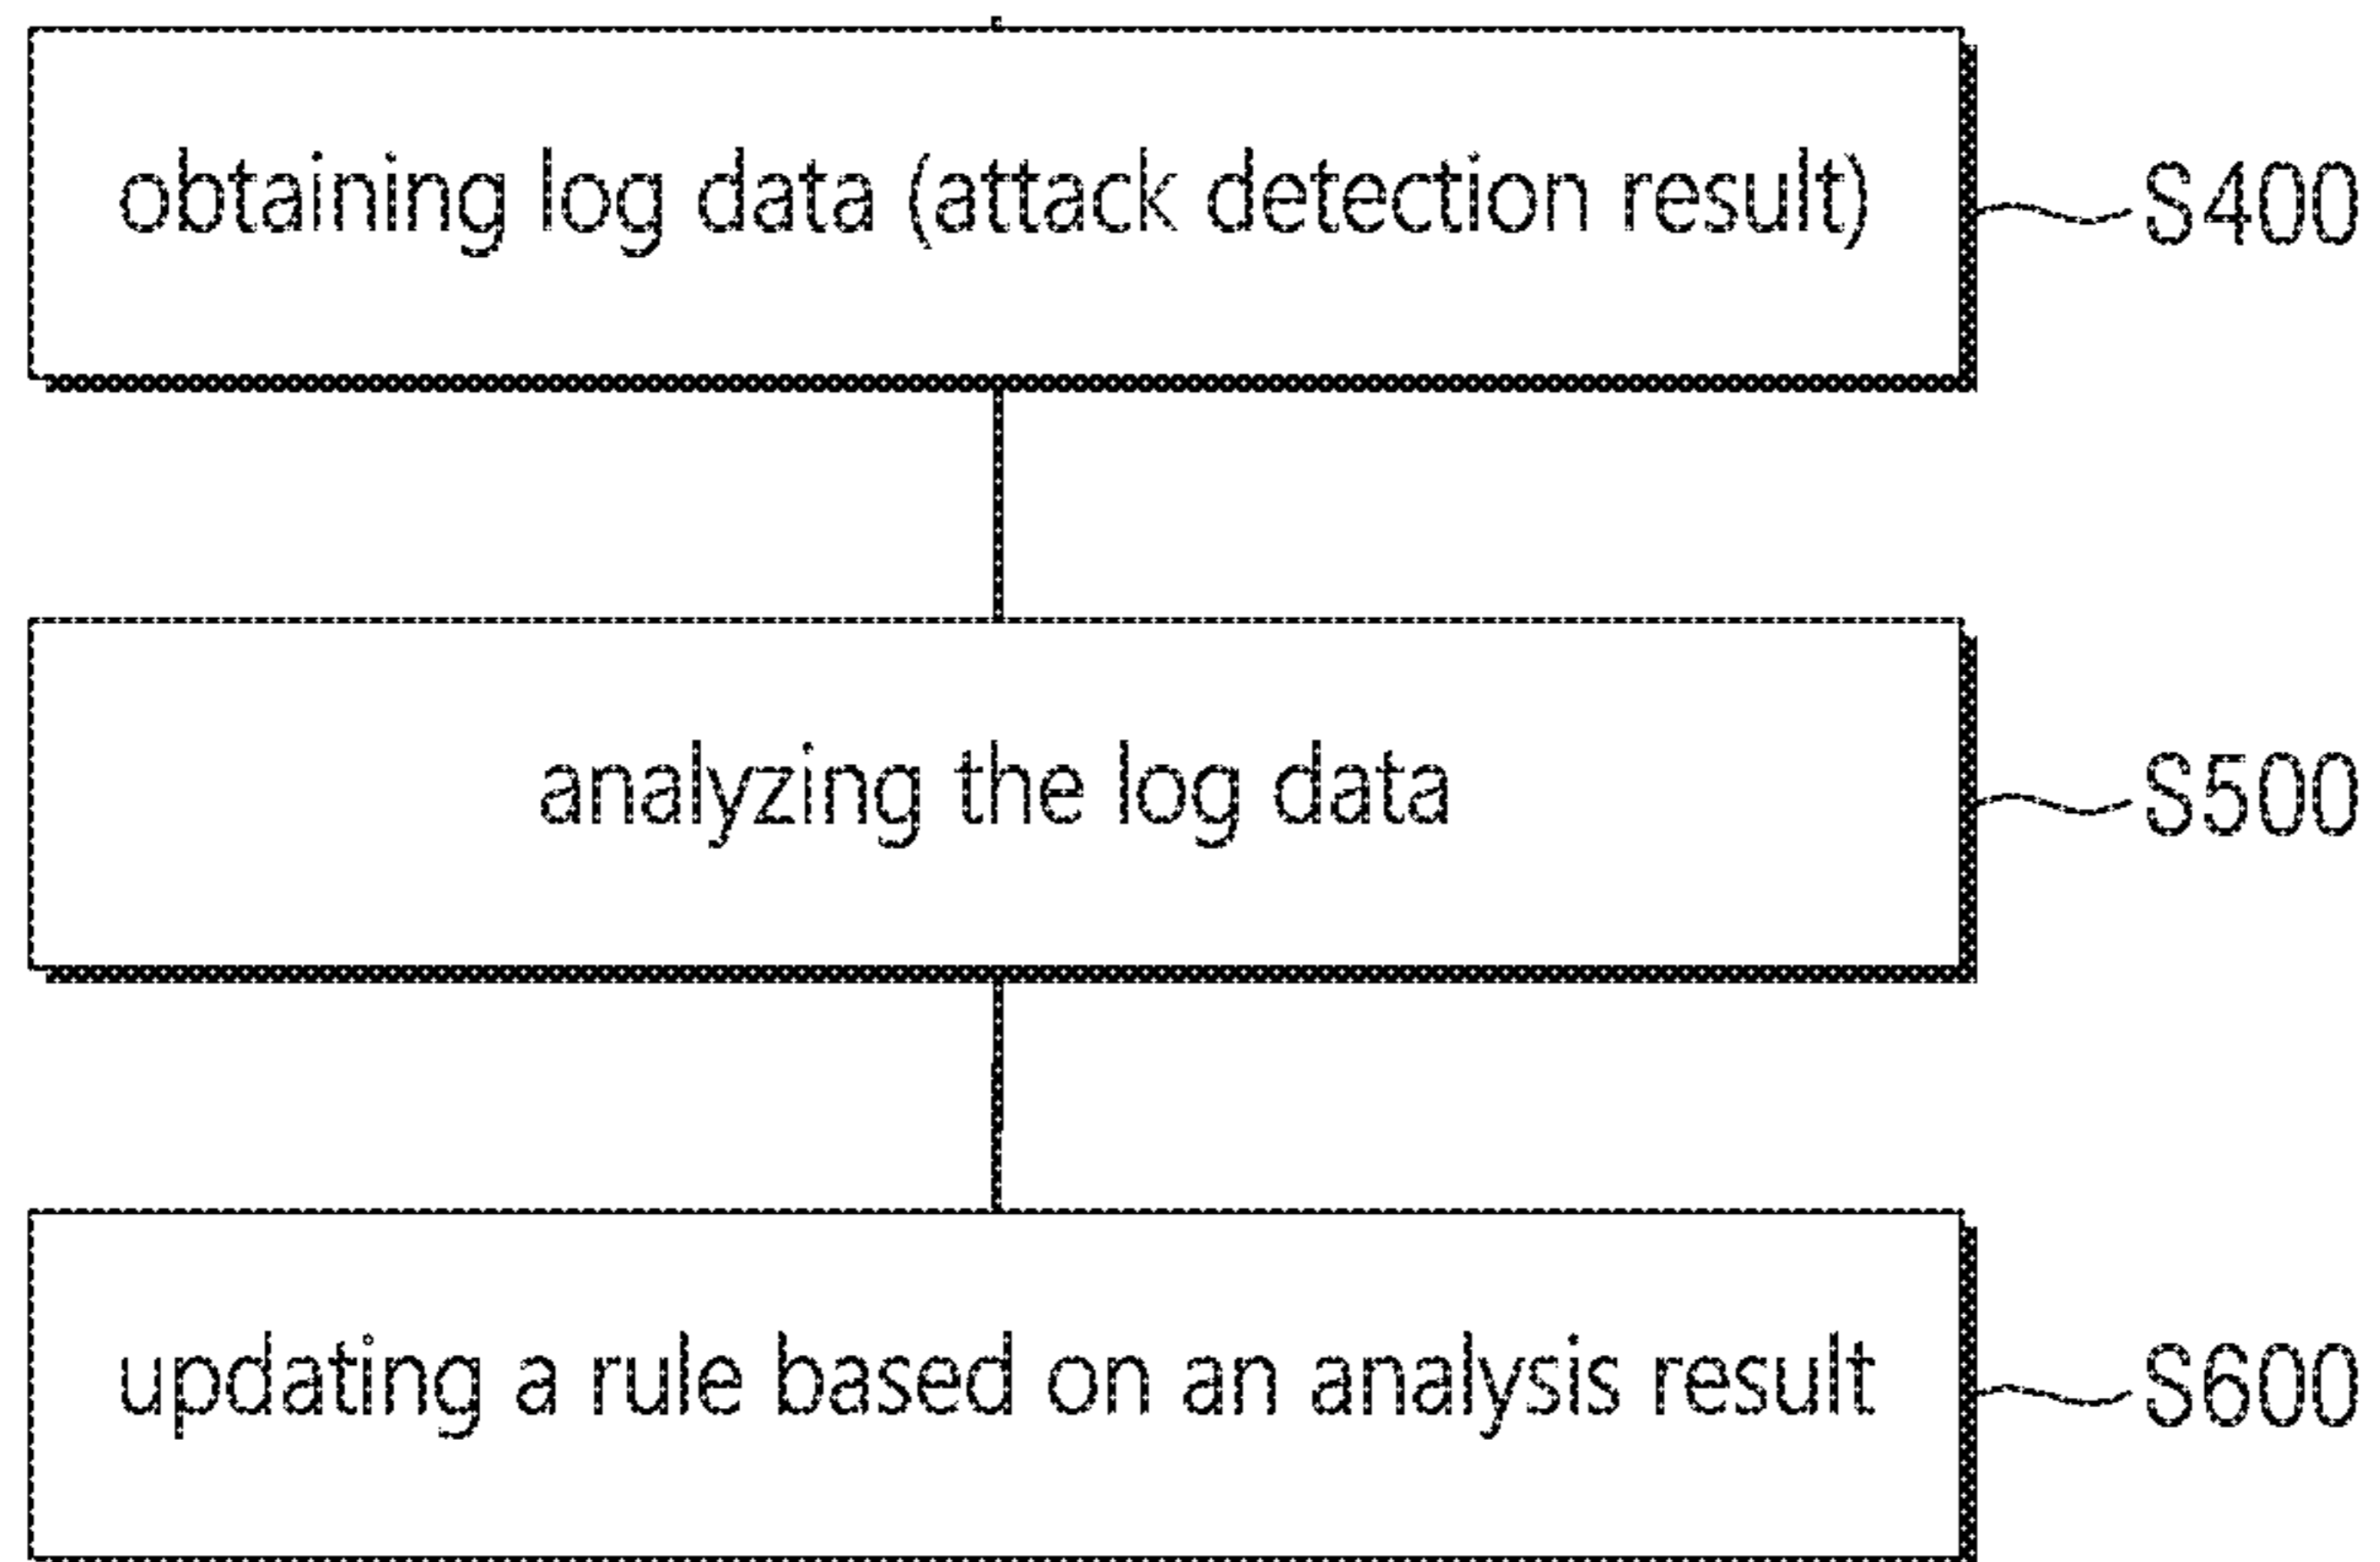 obtaining log data (attack detection result)
S400
analyzing the log data
S500
updating a rule based on an analysis result
S600